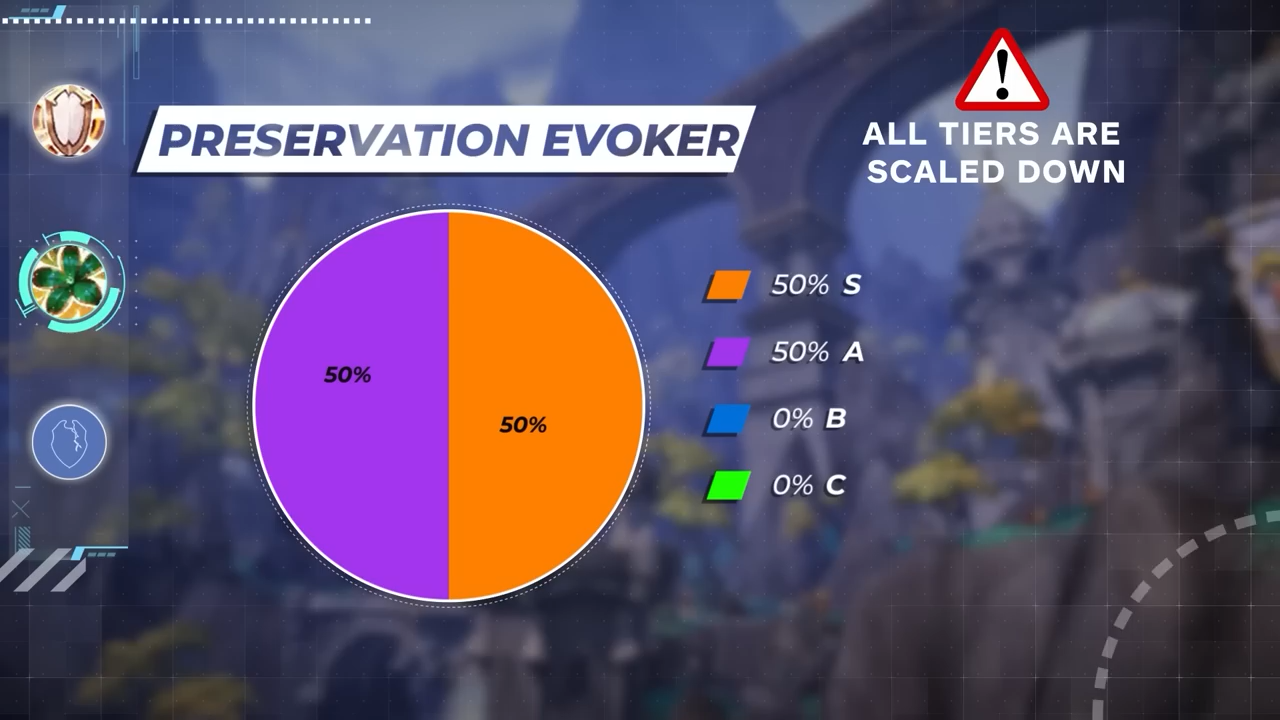 PRESERVATION EVOKER
ALL TIERS ARE
SCALED DOWN
50%
50%
50% S
50% A
0% B
0% C